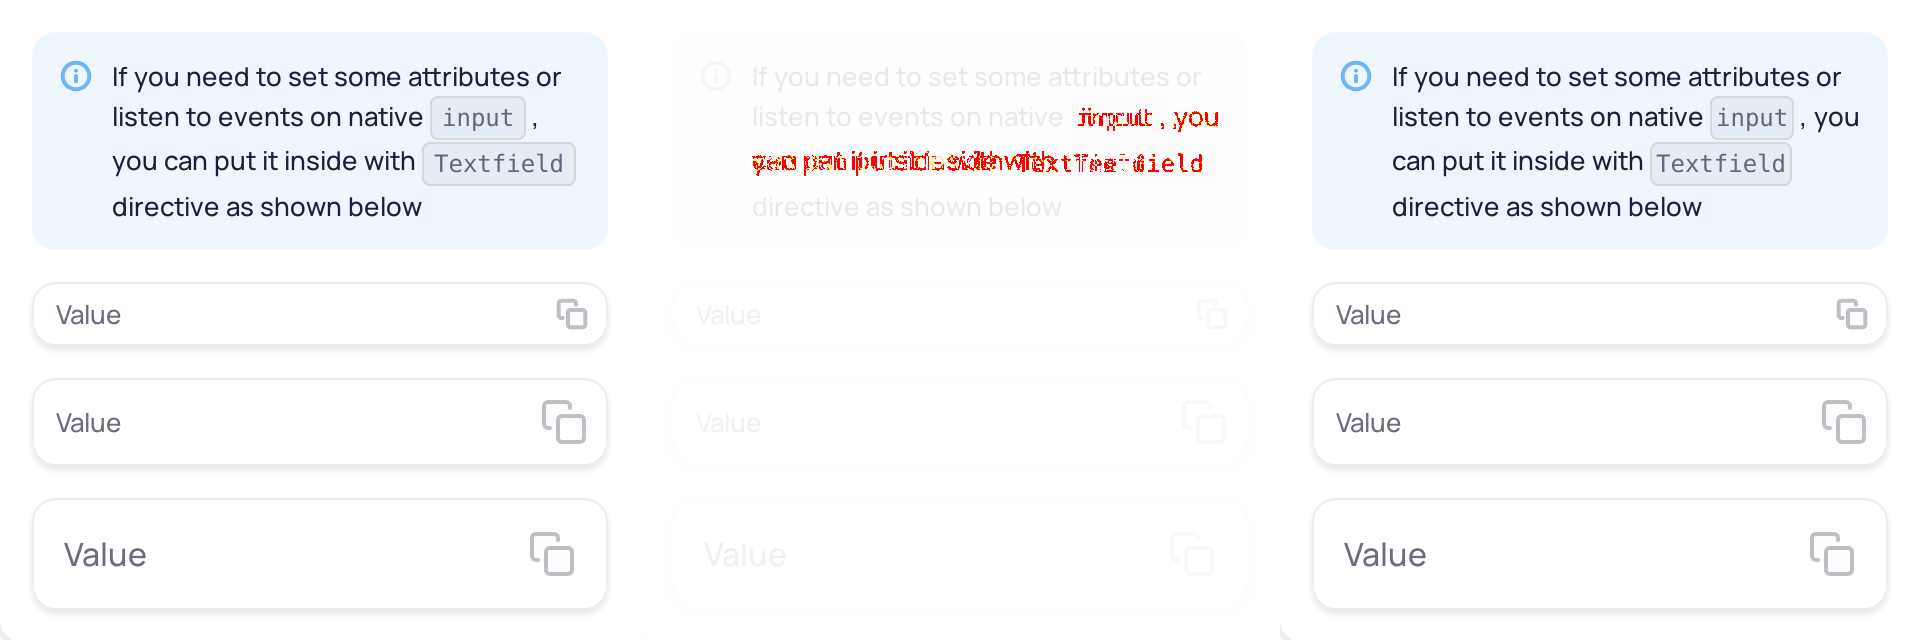 If you need to set some attributes or
listen to events on native input ,
you can put it inside with Textfield
directive as shown below
Value
Value
Value
If you need to set some attributes or
listen to events on native input , you
directive as shown below
Value
Value
Value
If you need to set some attributes or
listen to events on native input , you
can put it inside with Textfield
directive as shown below
Value
Value
Value